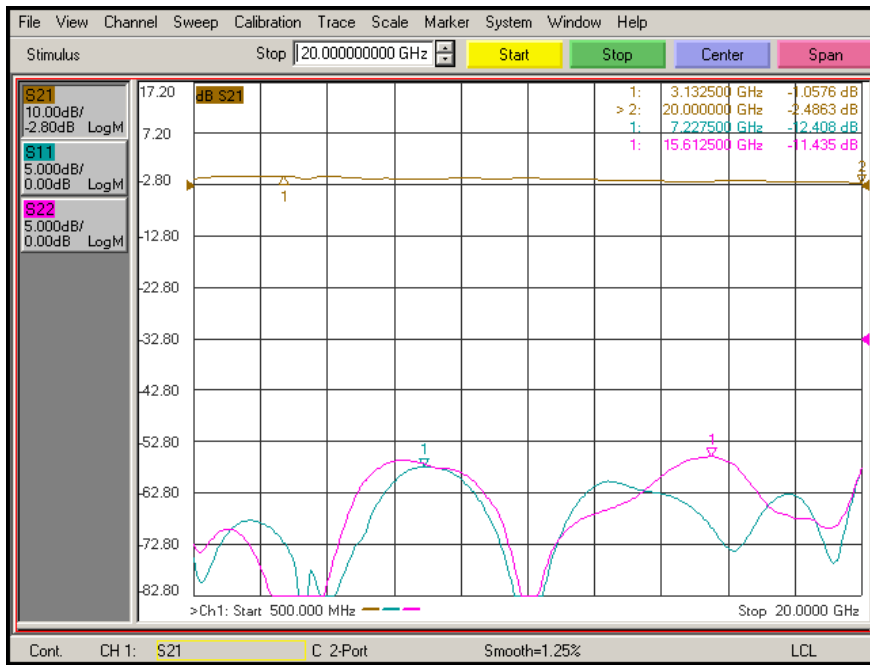 File View Channel Sweep Calibration Trace Scale Marker System Window Help
Stimulus Stop 20.000000000 GHz Start Stop Center Span
S21
10.00dB/
-2.80dB LogM
S11
5.000dB/
0.00dB LogM
S22
5.000dB/
0.00dB LogM
17.20
7.20
-2.80
-12.80
-22.80
-32.80
-42.80
-52.80
-62.80
-72.80
-82.80
dB S21
1: 3.132500 GHz -1.0576 dB
> 2: 20.000000 GHz -2.4863 dB
1: 7.227500 GHz -12.408 dB
1: 15.612500 GHz -11.435 dB
1
2
1
1
>Ch1: Start 500.000 MHz
Stop 20.0000 GHz
Cont. CH 1: S21 C 2-Port Smooth=1.25% LCL